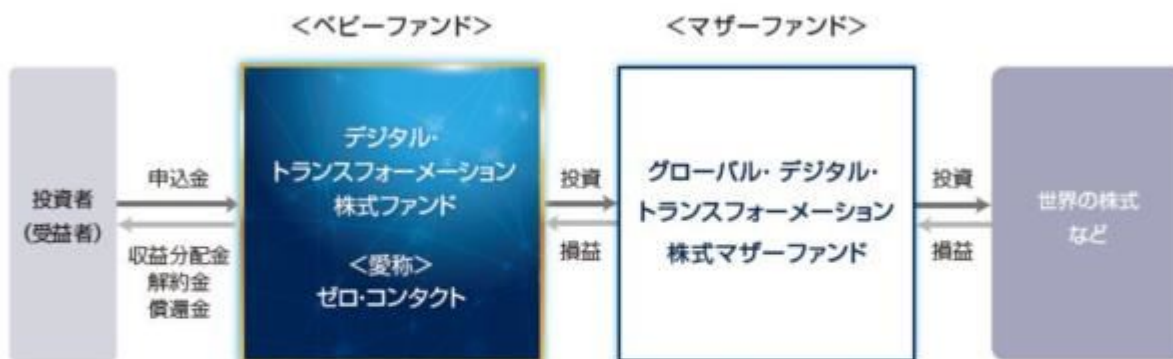 <ベビーファンド>
<マザーファンド>
投資者
(受益者)
申込金
収益分配金
解約金
償還金
デジタル・
トランスフォーメーション
株式ファンド
<愛称>
ゼロ・コンタクト
投資
損益
グローバル・デジタル・
トランスフォーメーション
株式マザーファンド
投資
損益
世界の株式
など